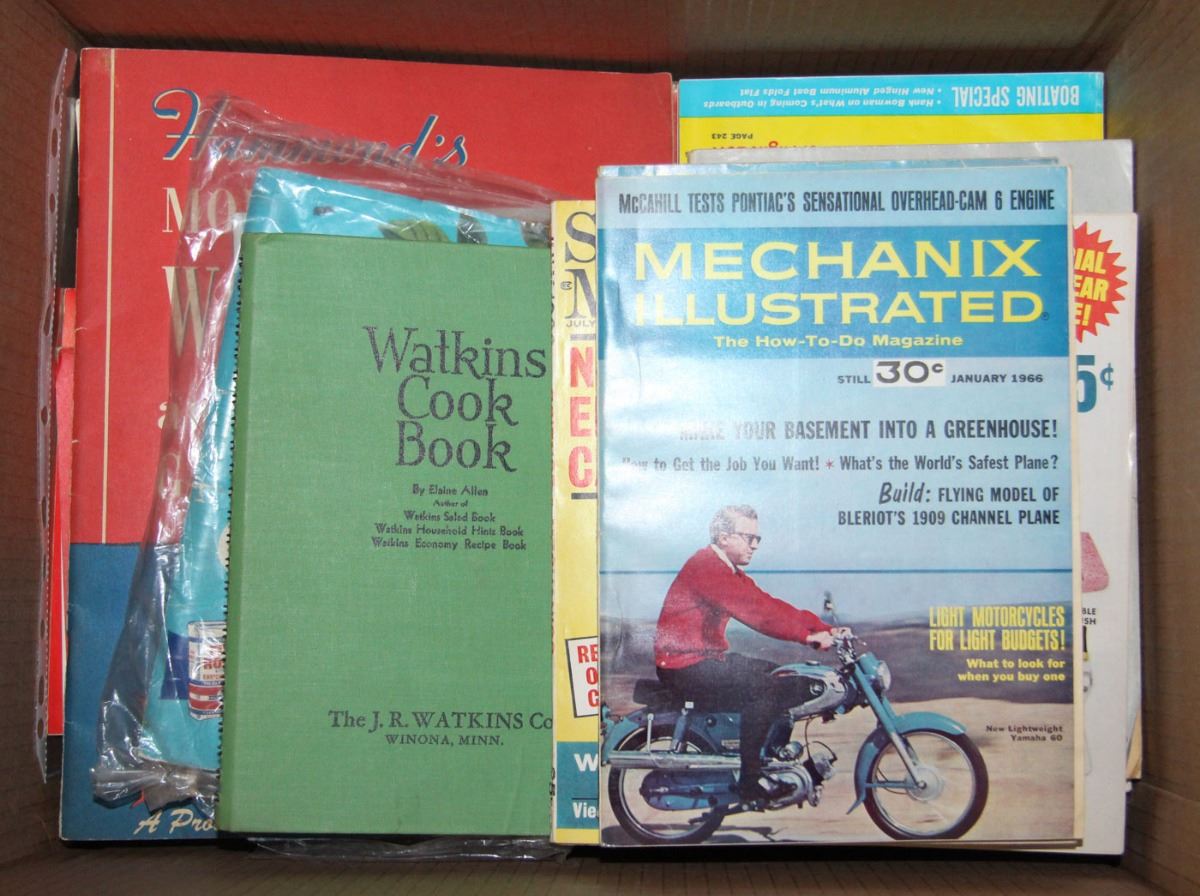 Hammond's
A Pro
Watkins
Cook
Book
By Elaine Allen
Author of
Watkins Salad Book
Watkins Household Hints Book
Watkins Economy Recipe Book
The J. R. WATKINS Co
WINONA, MINN.
JULY
BOATING SPECIAL
• Hank Bowman on What's Coming in Outboards
• New Hinged Aluminum Boat Folds Flat
PAGE 243
McCAHILL TESTS PONTIAC'S SENSATIONAL OVERHEAD-CAM 6 ENGINE
MECHANIX
ILLUSTRATED
The How-To-Do Magazine
STILL 30¢ JANUARY 1966
MAKE YOUR BASEMENT INTO A GREENHOUSE!
How to Get the Job You Want! * What's the World's Safest Plane?
Build: FLYING MODEL OF
BLERIOT'S 1909 CHANNEL PLANE
LIGHT MOTORCYCLES
FOR LIGHT BUDGETS!
What to look for
when you buy one
New Lightweight
Yamaha 60
IAL
EAR
E!
5¢